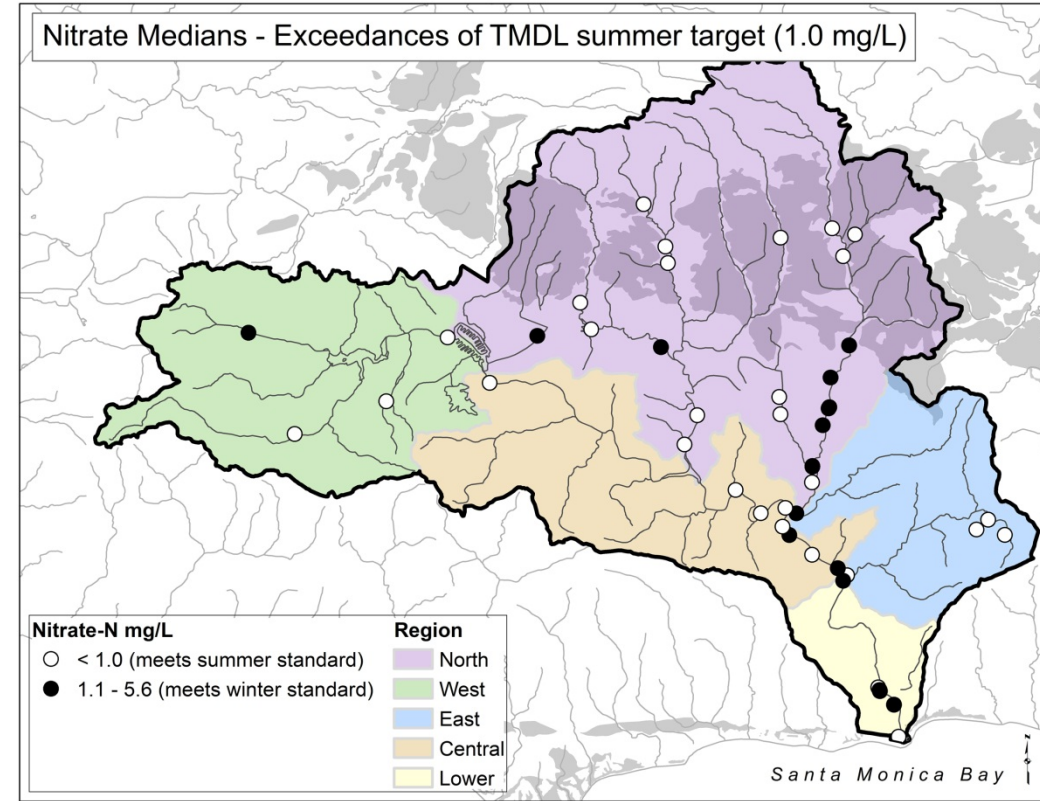 Nitrate Medians - Exceedances of TMDL summer target (1.0 mg/L)
Nitrate-N mg/L
< 1.0 (meets summer standard)
1.1 - 5.6 (meets winter standard)
Region
North
West
East
Central
Lower
Santa Monica Bay